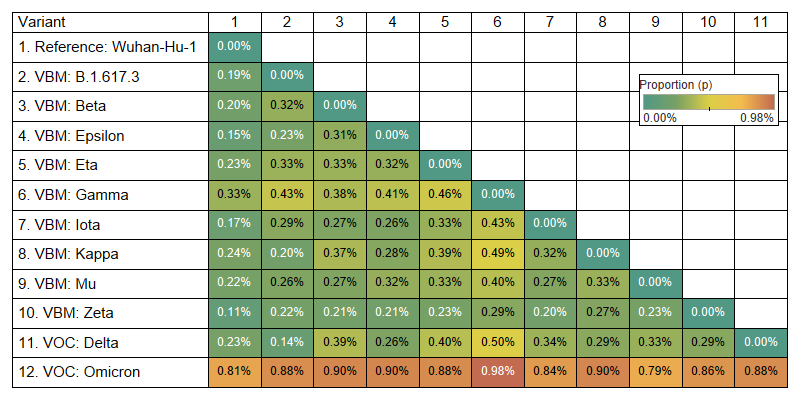 Variant 1 2 3 4 5 6 7 8 9 10 11
1. Reference: Wuhan-Hu-1 0.00%
2. VBM: B.1.617.3 0.19% 0.00%
Proportion (p)
0.00% 0.98%
3. VBM: Beta 0.20% 0.32% 0.00%
4. VBM: Epsilon 0.15% 0.23% 0.31% 0.00%
5. VBM: Eta 0.23% 0.33% 0.33% 0.32% 0.00%
6. VBM: Gamma 0.33% 0.43% 0.38% 0.41% 0.46% 0.00%
7. VBM: Iota 0.17% 0.29% 0.27% 0.26% 0.33% 0.43% 0.00%
8. VBM: Kappa 0.24% 0.20% 0.37% 0.28% 0.39% 0.49% 0.32% 0.00%
9. VBM: Mu 0.22% 0.26% 0.27% 0.32% 0.33% 0.40% 0.27% 0.33% 0.00%
10. VBM: Zeta 0.11% 0.22% 0.21% 0.21% 0.23% 0.29% 0.20% 0.27% 0.23% 0.00%
11. VOC: Delta 0.23% 0.14% 0.39% 0.26% 0.40% 0.50% 0.34% 0.29% 0.33% 0.29% 0.00%
12. VOC: Omicron 0.81% 0.88% 0.90% 0.90% 0.88% 0.98% 0.84% 0.90% 0.79% 0.86% 0.88%